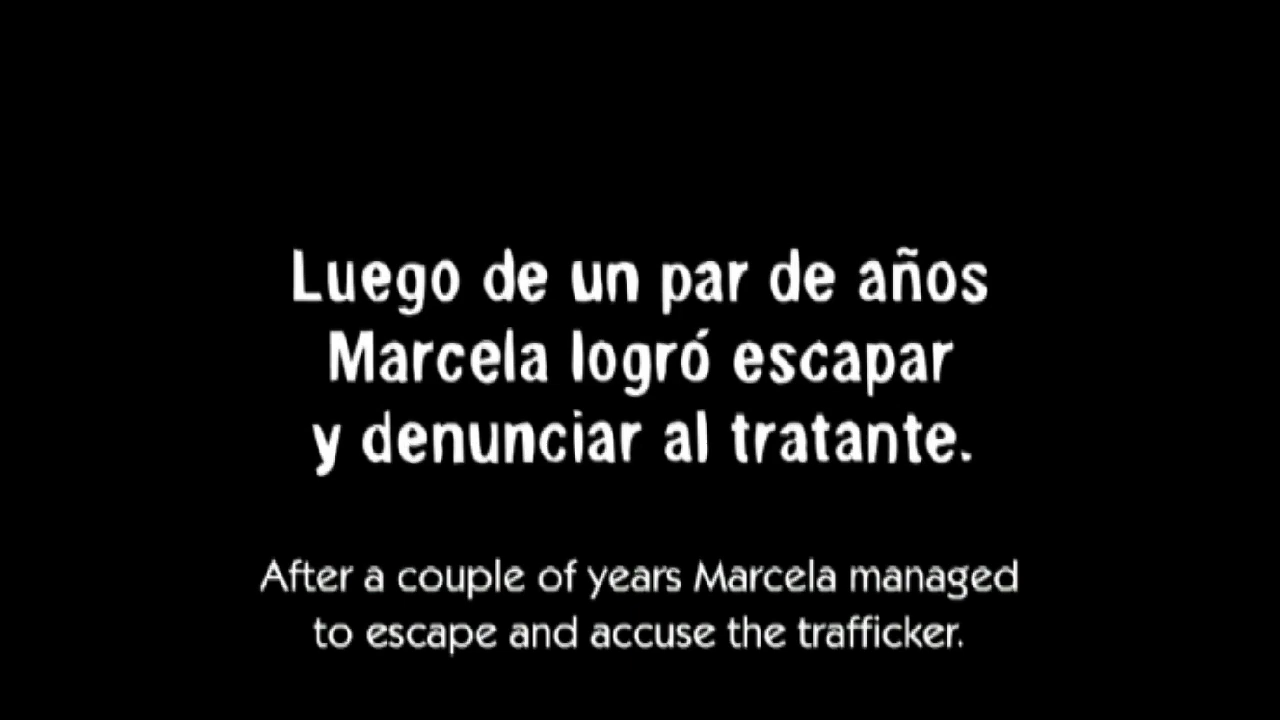 Luego de un par de años
Marcela logró escapar
y denunciar al tratante.
After a couple of years Marcela managed
to escape and accuse the trafficker.